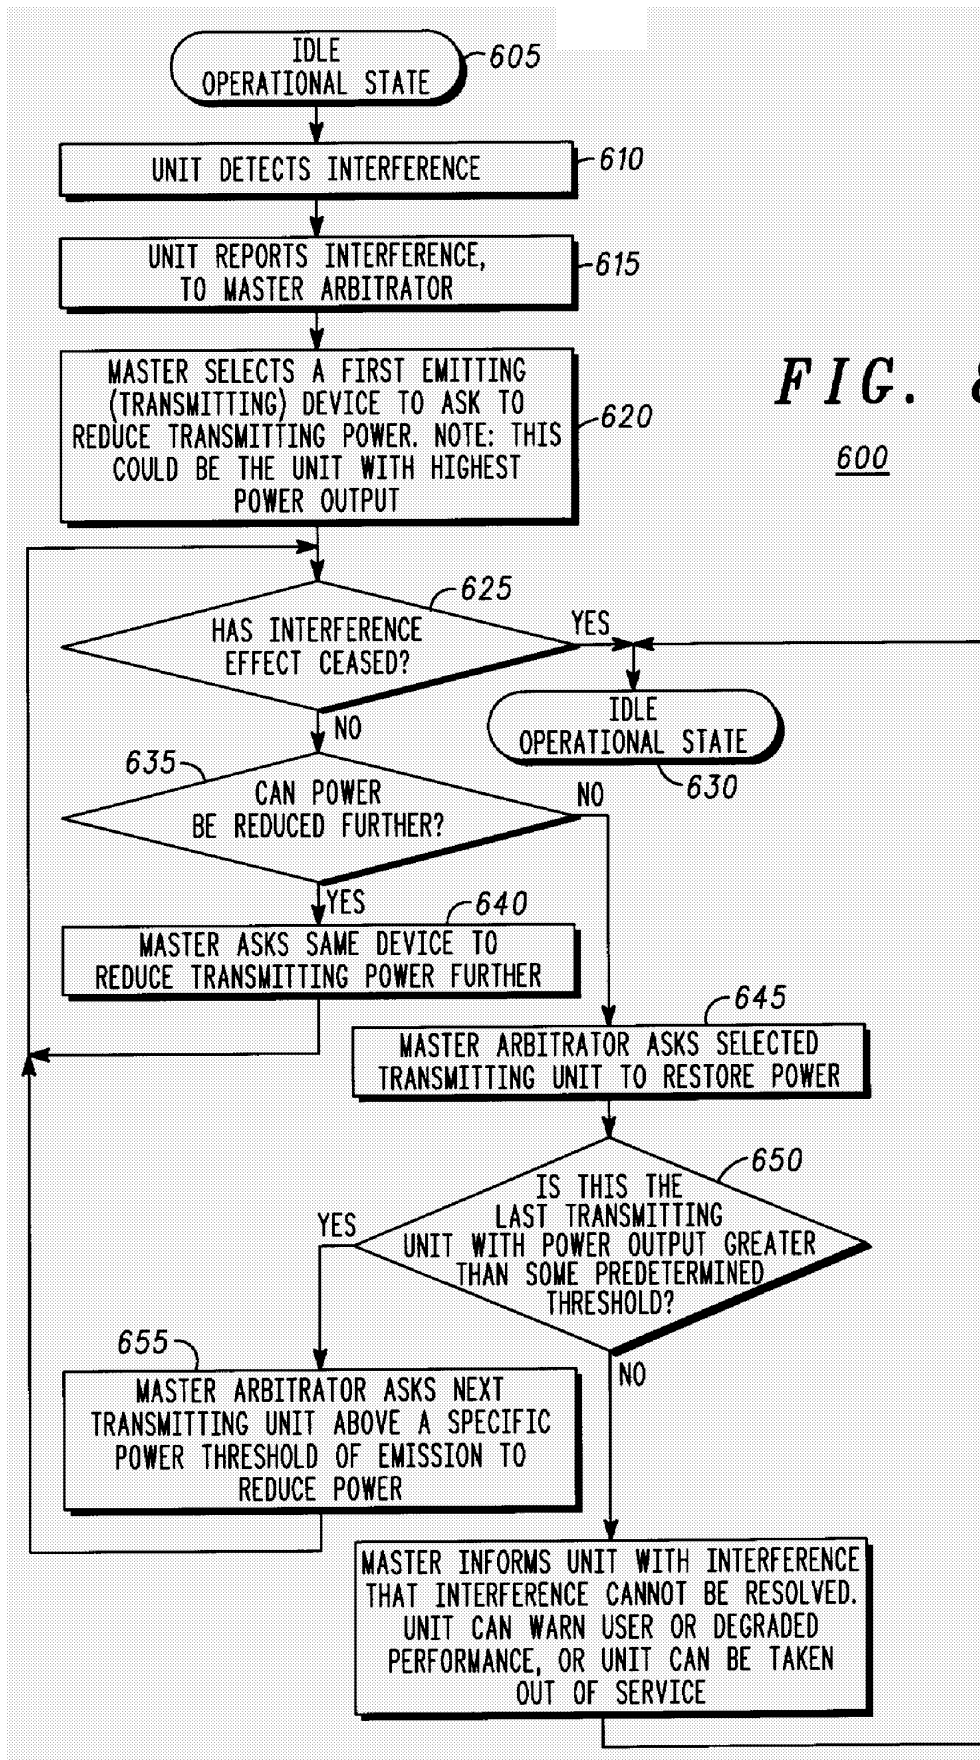 IDLE
OPERATIONAL STATE
605
UNIT DETECTS INTERFERENCE
610
UNIT REPORTS INTERFERENCE,
TO MASTER ARBITRATOR
615
MASTER SELECTS A FIRST EMITTING
(TRANSMITTING) DEVICE TO ASK TO
REDUCE TRANSMITTING POWER. NOTE: THIS
COULD BE THE UNIT WITH HIGHEST
POWER OUTPUT
620
FIG. 8
600
625
HAS INTERFERENCE
EFFECT CEASED?
YES
NO
IDLE
OPERATIONAL STATE
630
635
CAN POWER
BE REDUCED FURTHER?
NO
YES
640
MASTER ASKS SAME DEVICE TO
REDUCE TRANSMITTING POWER FURTHER
645
MASTER ARBITRATOR ASKS SELECTED
TRANSMITTING UNIT TO RESTORE POWER
650
IS THIS THE
LAST TRANSMITTING
UNIT WITH POWER OUTPUT GREATER
THAN SOME PREDETERMINED
THRESHOLD?
YES
NO
655
MASTER ARBITRATOR ASKS NEXT
TRANSMITTING UNIT ABOVE A SPECIFIC
POWER THRESHOLD OF EMISSION TO
REDUCE POWER
MASTER INFORMS UNIT WITH INTERFERENCE
THAT INTERFERENCE CANNOT BE RESOLVED.
UNIT CAN WARN USER OR DEGRADED
PERFORMANCE, OR UNIT CAN BE TAKEN
OUT OF SERVICE